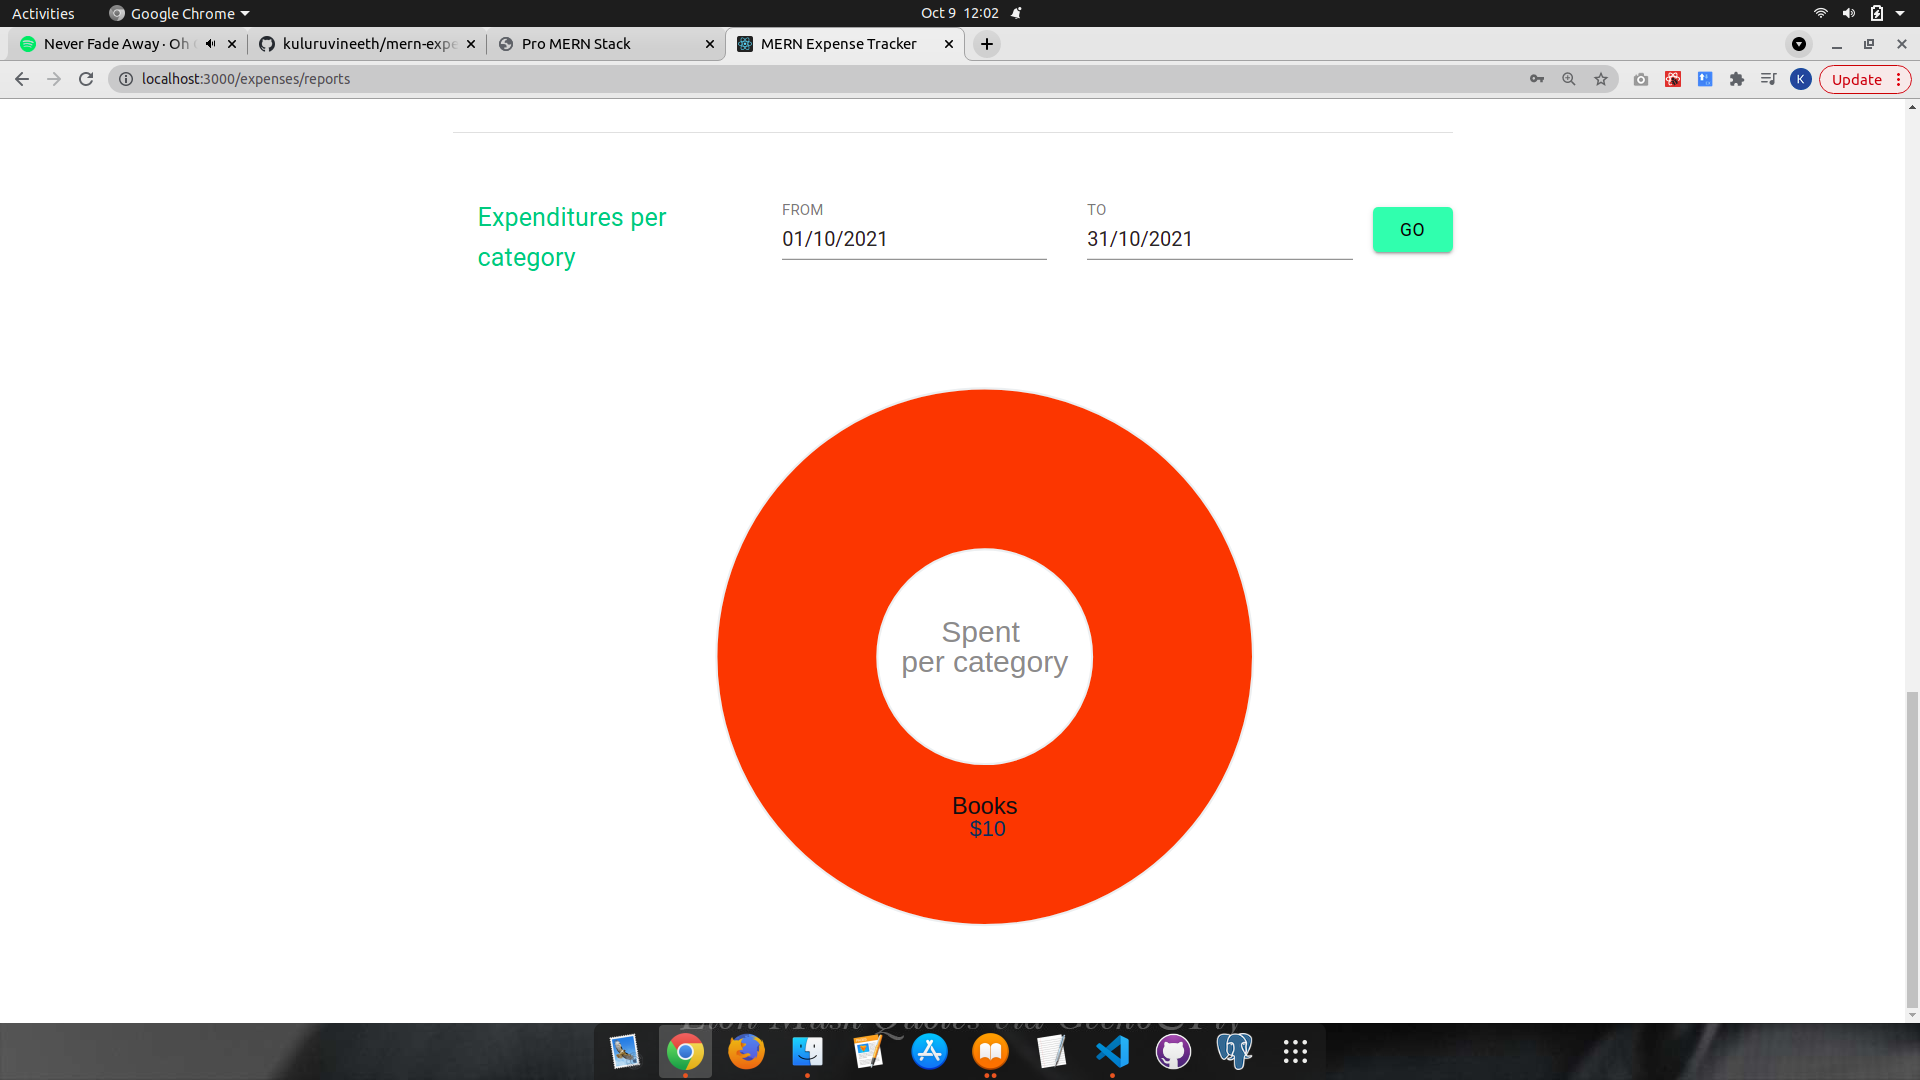 Activities
Google Chrome
Oct 9 12:02
Never Fade Away · Oh
kuluruvineeth/mern-expe
Pro MERN Stack
MERN Expense Tracker
localhost:3000/expenses/reports
K
Update
Expenditures per
category
FROM
01/10/2021
TO
31/10/2021
GO
Spent
per category
Books
$10